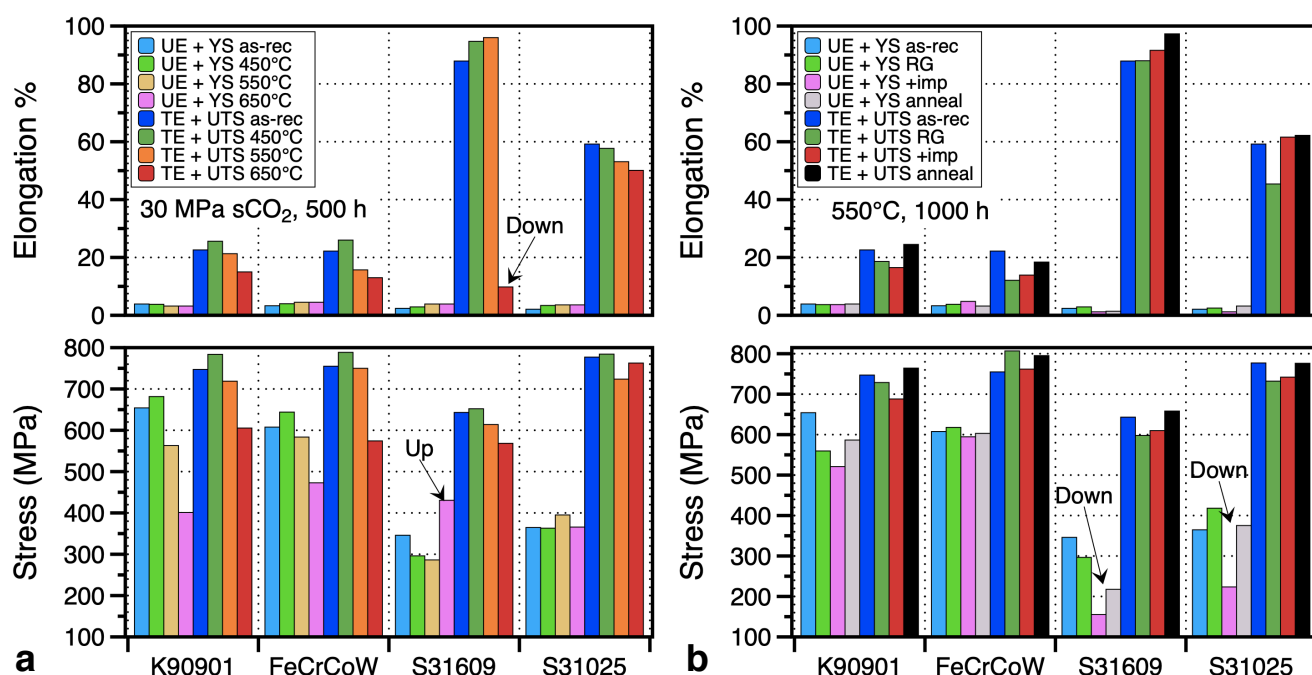 100
80
60
40
20
0
Elongation %
UE + YS as-rec
UE + YS 450°C
UE + YS 550°C
UE + YS 650°C
TE + UTS as-rec
TE + UTS 450°C
TE + UTS 550°C
TE + UTS 650°C
30 MPa sCO₂, 500 h
Down
800
700
600
500
400
300
200
100
Stress (MPa)
Up
K90901
FeCrCoW
S31609
S31025
a
100
80
60
40
20
0
Elongation %
UE + YS as-rec
UE + YS RG
UE + YS +imp
UE + YS anneal
TE + UTS as-rec
TE + UTS RG
TE + UTS +imp
TE + UTS anneal
550°C, 1000 h
800
700
600
500
400
300
200
100
Stress (MPa)
Down
Down
K90901
FeCrCoW
S31609
S31025
b